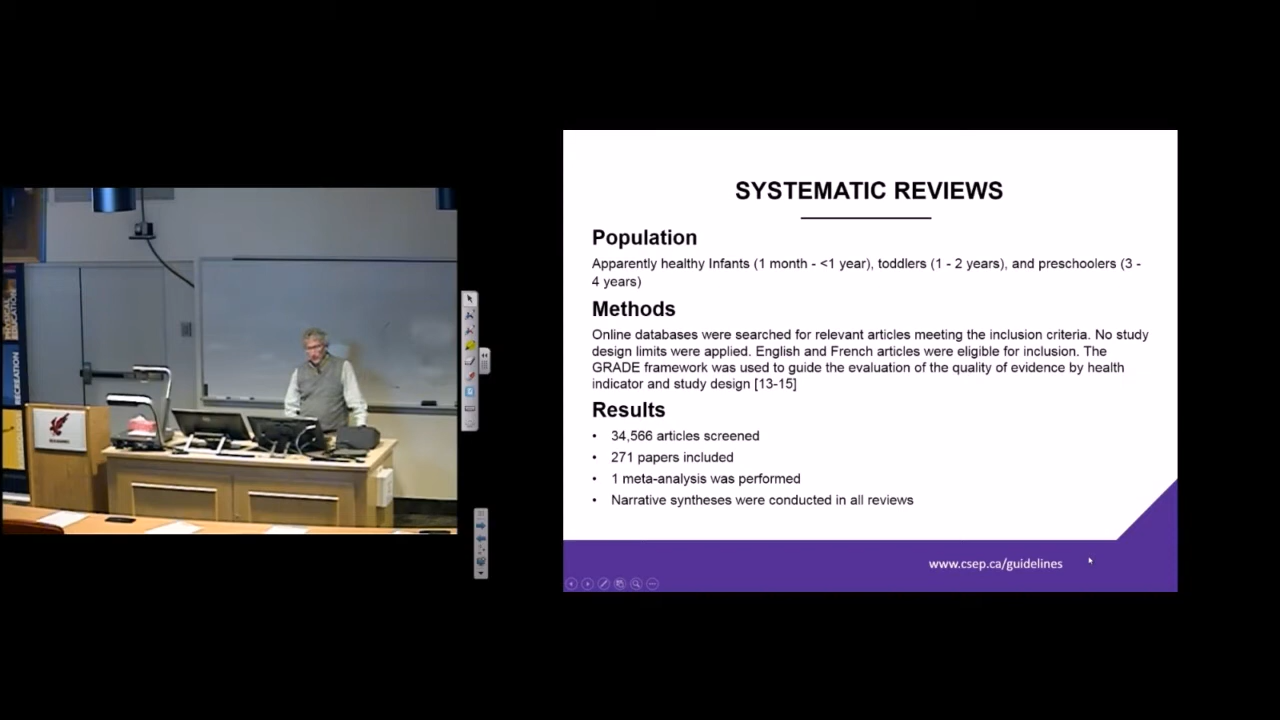 PHYSICAL
EDUCATION
RECREATION
SYSTEMATIC REVIEWS
Population
Apparently healthy Infants (1 month - <1 year), toddlers (1 - 2 years), and preschoolers (3 -
4 years)
Methods
Online databases were searched for relevant articles meeting the inclusion criteria. No study
design limits were applied. English and French articles were eligible for inclusion. The
GRADE framework was used to guide the evaluation of the quality of evidence by health
indicator and study design [13-15]
Results
• 34,566 articles screened
• 271 papers included
• 1 meta-analysis was performed
• Narrative syntheses were conducted in all reviews
www.csep.ca/guidelines